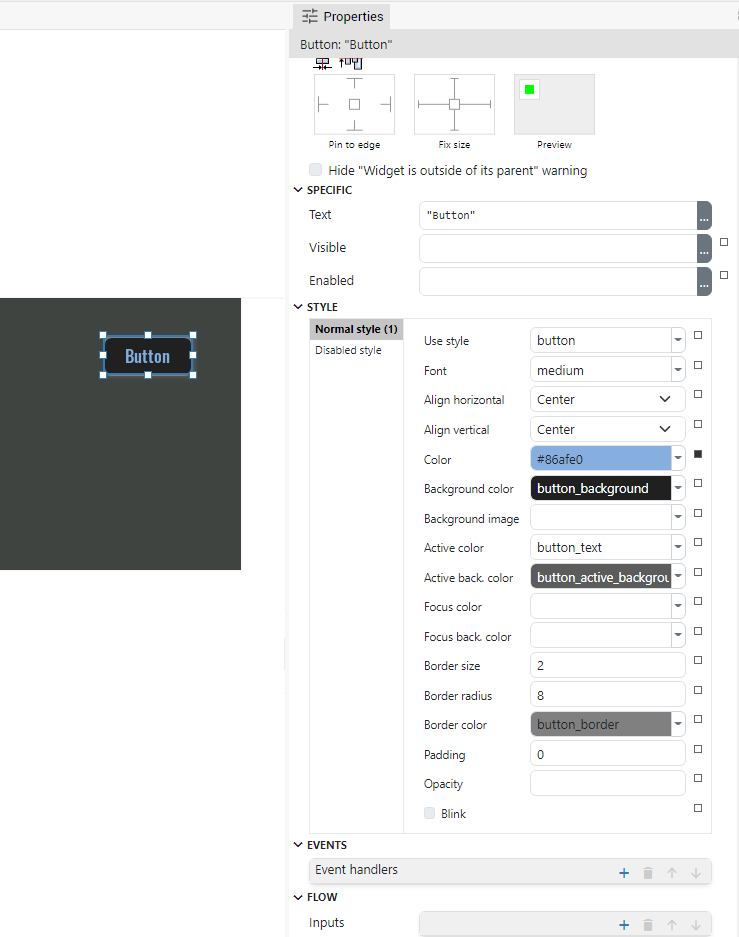 Properties
Button: "Button"
Pin to edge
Fix size
Preview
Hide "Widget is outside of its parent" warning
SPECIFIC
Text
"Button"
...
Visible
...
Enabled
...
STYLE
Normal style (1)
Disabled style
Use style
button
Font
medium
Align horizontal
Center
Align vertical
Center
Color
#86afe0
Background color
button_background
Background image
Active color
button_text
Active back. color
button_active_backgrou
Focus color
Focus back. color
Border size
2
Border radius
8
Border color
button_border
Padding
0
Opacity
Blink
EVENTS
Event handlers
FLOW
Inputs
Button